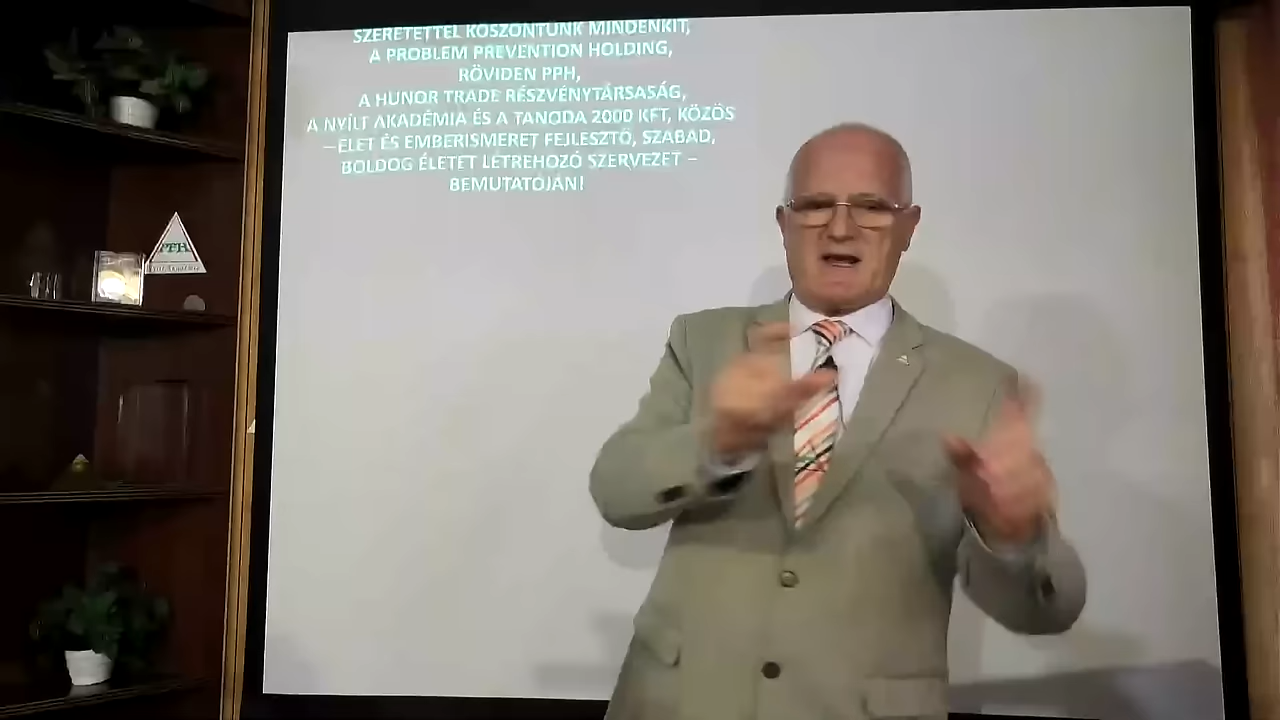 SZERETETTEL KÖSZÖNTÜNK MINDENKIT,
A PROBLEM PREVENTION HOLDING,
RÖVIDEN PPH,
A HUNOR TRADE RÉSZVÉNYTÁRSASÁG,
A NYÍLT AKADÉMIA ÉS A TANODA 2000 KFT, KÖZÖS
– ÉLET ÉS EMBERISMERET FEJLESZTŐ, SZABAD,
BOLDOG ÉLETET LÉTREHOZÓ SZERVEZET –
BEMUTATÓJÁN!
PPH